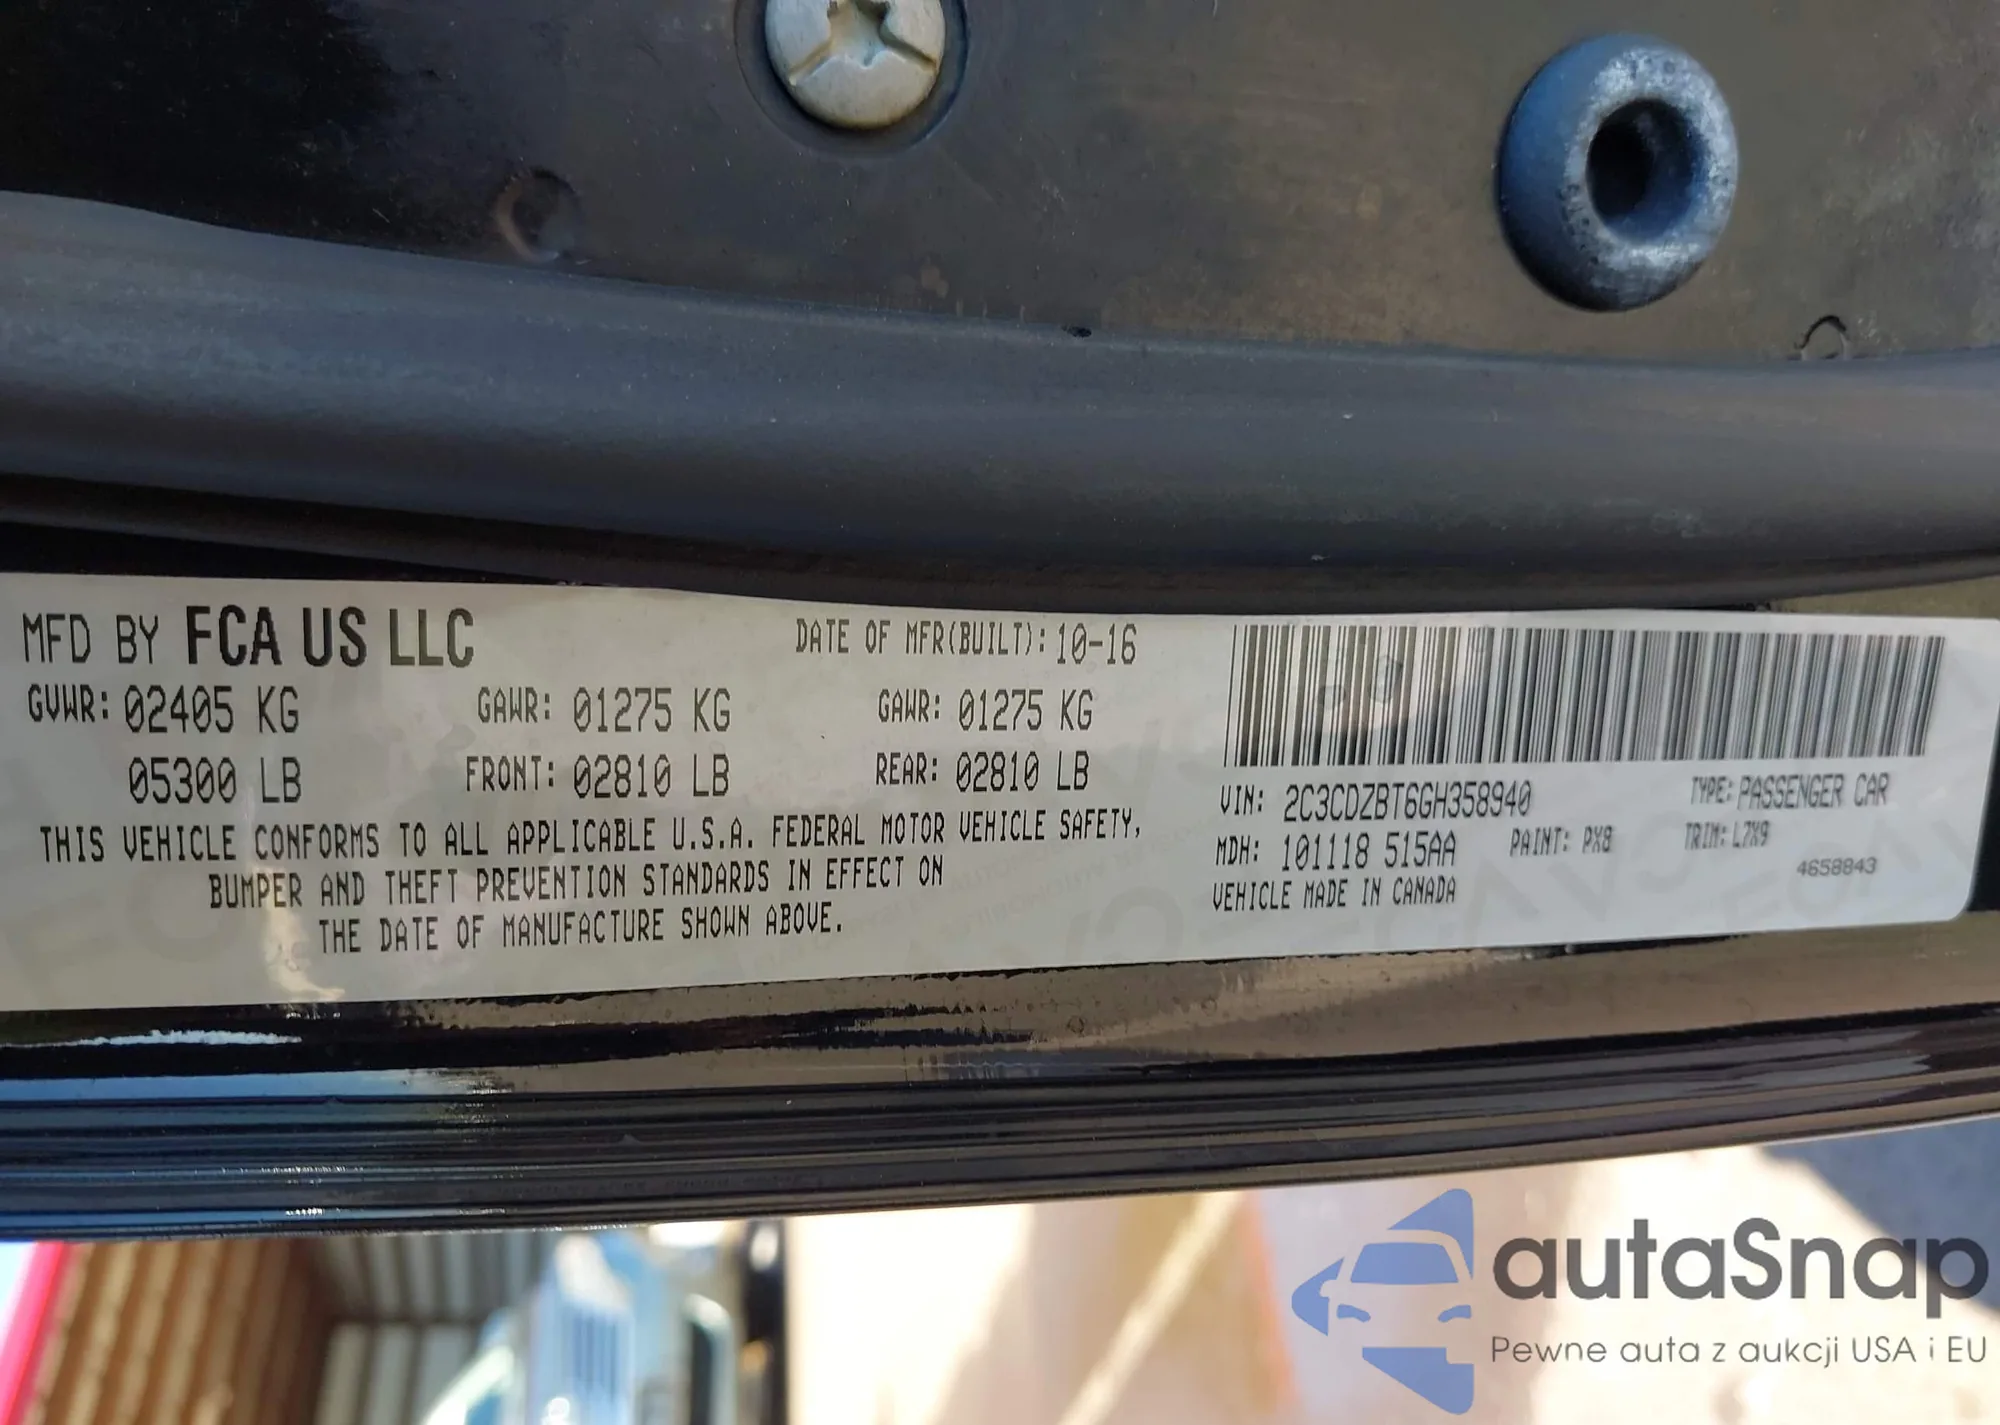 MFD BY FCA US LLC DATE OF MFR(BUILT): 10-16
GVWR: 02405 KG GAWR: 01275 KG GAWR: 01275 KG
05300 LB FRONT: 02810 LB REAR: 02810 LB
THIS VEHICLE CONFORMS TO ALL APPLICABLE U.S.A. FEDERAL MOTOR VEHICLE SAFETY,
BUMPER AND THEFT PREVENTION STANDARDS IN EFFECT ON
THE DATE OF MANUFACTURE SHOWN ABOVE.
VIN: 2C3CDZBT6GH358940 TYPE: PASSENGER CAR
MDH: 101118 515AA PAINT: PX8 TRIM: L7X9
VEHICLE MADE IN CANADA 4658843
autaSnap
Pewne auta z aukcji USA i EU